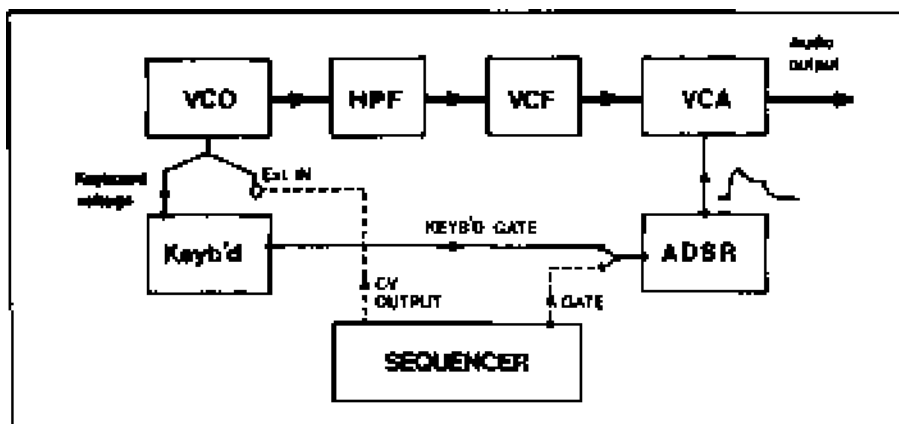 Audio
output
VCO
HPF
VCF
VCA
Keyboard
voltage
Ext. IN
Keyb'd
KEYB'D GATE
ADSR
CV
OUTPUT
GATE
SEQUENCER